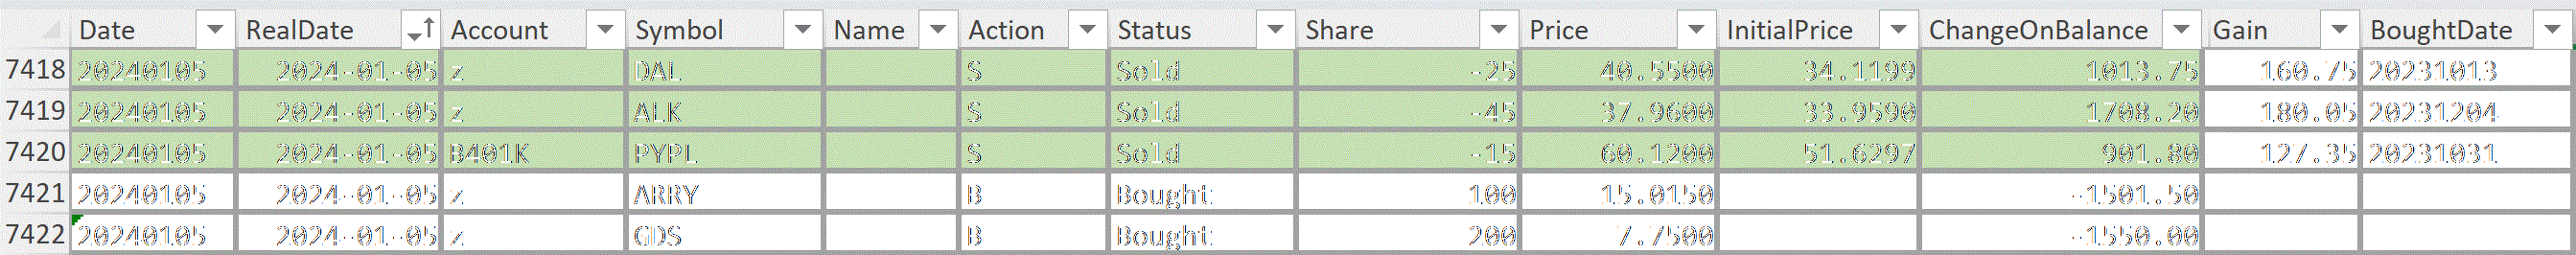 Date RealDate Account Symbol Name Action Status Share Price InitialPrice ChangeOnBalance Gain BoughtDate
7418 20240105 2024-01-05 z DAL S Sold -25 40.5500 34.1199 1013.75 160.75 20231013
7419 20240105 2024-01-05 z ALK S Sold -45 37.9600 33.9590 1708.20 180.05 20231204
7420 20240105 2024-01-05 B401K PYPL S Sold -15 60.1200 51.6297 901.80 127.35 20231031
7421 20240105 2024-01-05 z ARRY B Bought 100 15.0150 -1501.50
7422 20240105 2024-01-05 z GDS B Bought 200 7.7500 -1550.00